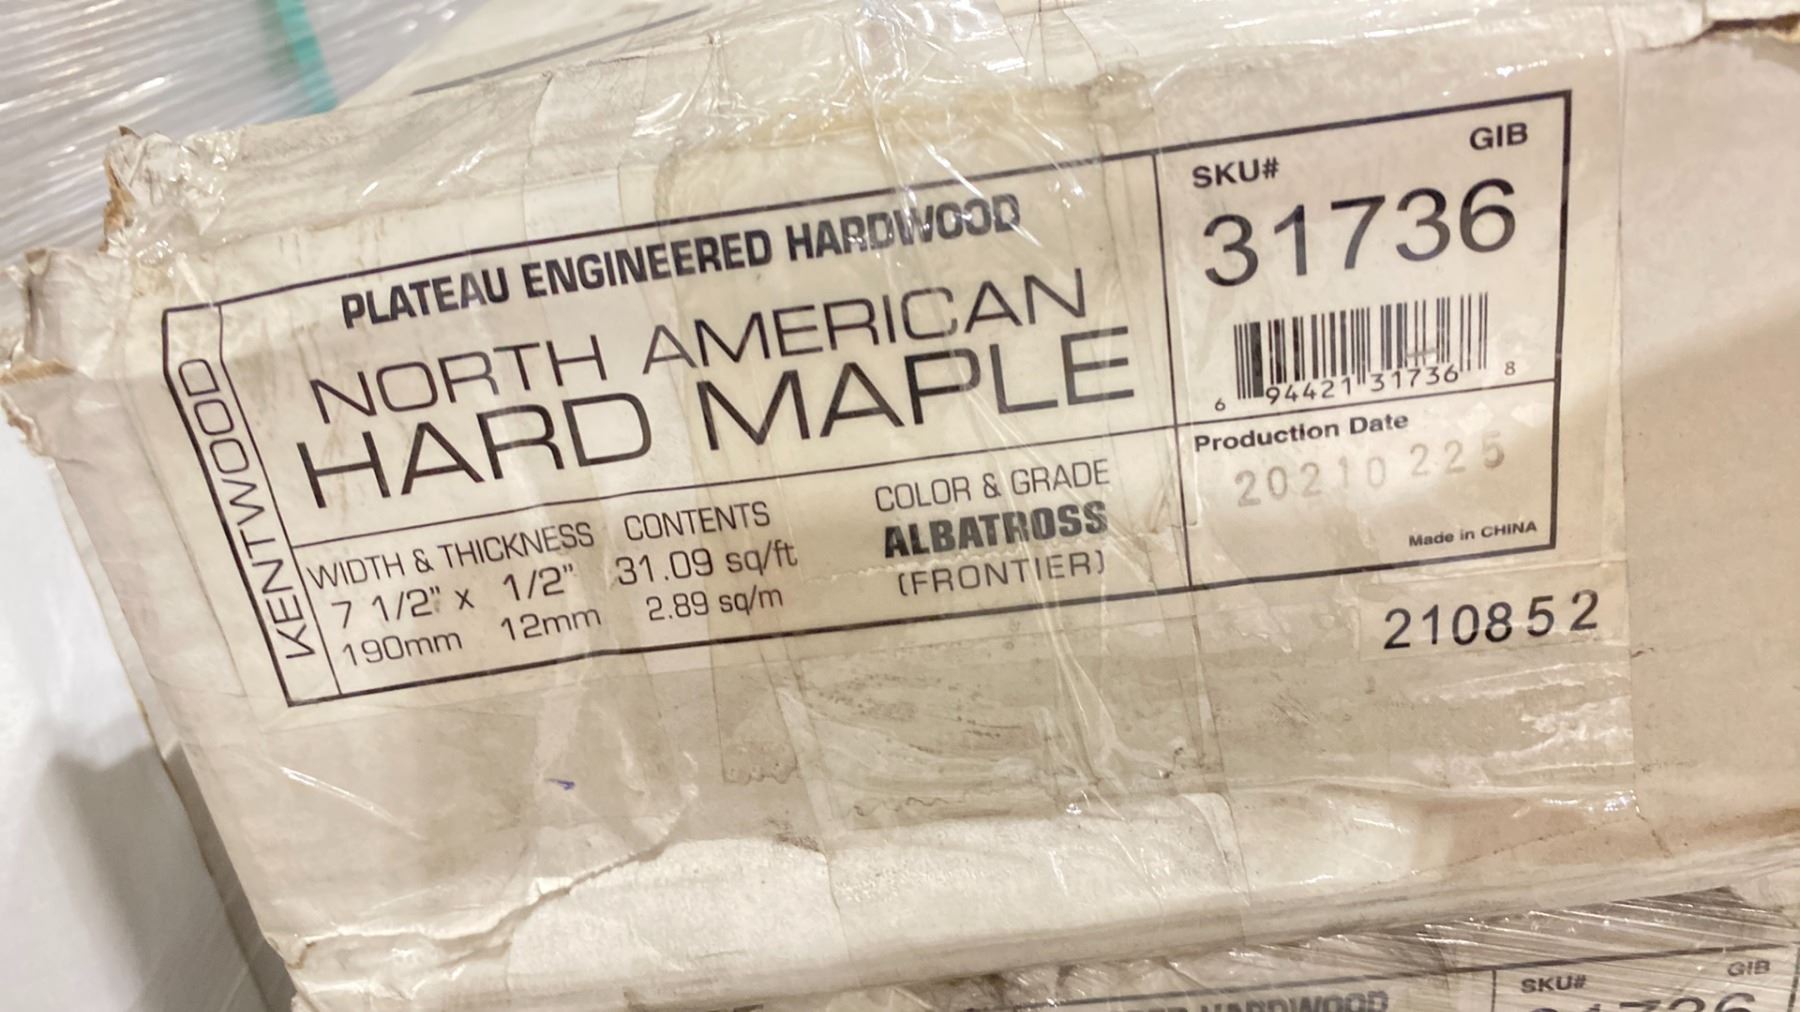 KENTWOOD
PLATEAU ENGINEERED HARDWOOD
NORTH AMERICAN
HARD MAPLE
WIDTH & THICKNESS
7 1/2" x 1/2"
190mm 12mm
CONTENTS
31.09 sq/ft
2.89 sq/m
COLOR & GRADE
ALBATROSS
(FRONTIER)
GIB
SKU#
31736
6 94421 31736 8
Production Date
20210225
Made in CHINA
210852
HARDWOOD
SKU#
GIB